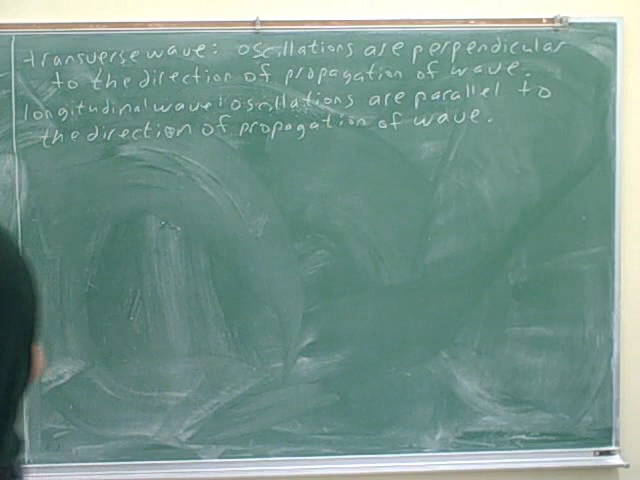 transverse wave: oscillations are perpendicular
to the direction of propagation of wave.
longitudinal wave: oscillations are parallel to
the direction of propagation of wave.